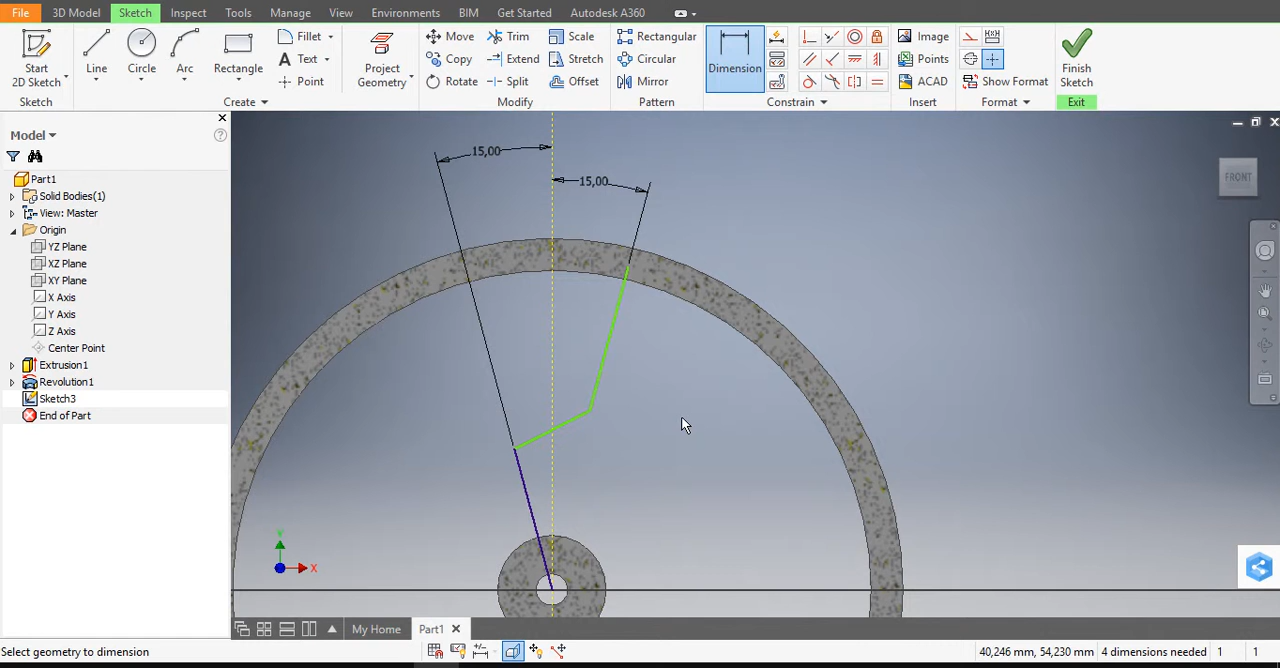 File 3D Model Sketch Inspect Tools Manage View Environments BIM Get Started Autodesk A360
Start 2D Sketch
Line
Circle
Arc
Rectangle
Fillet
Text
Point
Project Geometry
Move Trim Scale
Copy Extend Stretch
Rotate Split Offset
Rectangular
Circular
Mirror
Dimension
Image
Points
ACAD
Show Format
Finish Sketch
Sketch Create Modify Pattern Constrain Insert Format Exit
Model
Part1
Solid Bodies(1)
View: Master
Origin
YZ Plane
XZ Plane
XY Plane
X Axis
Y Axis
Z Axis
Center Point
Extrusion1
Revolution1
Sketch3
End of Part
15,00
15,00
FRONT
Y
X
My Home Part1
Select geometry to dimension 40,246 mm, 54,230 mm 4 dimensions needed 1 1